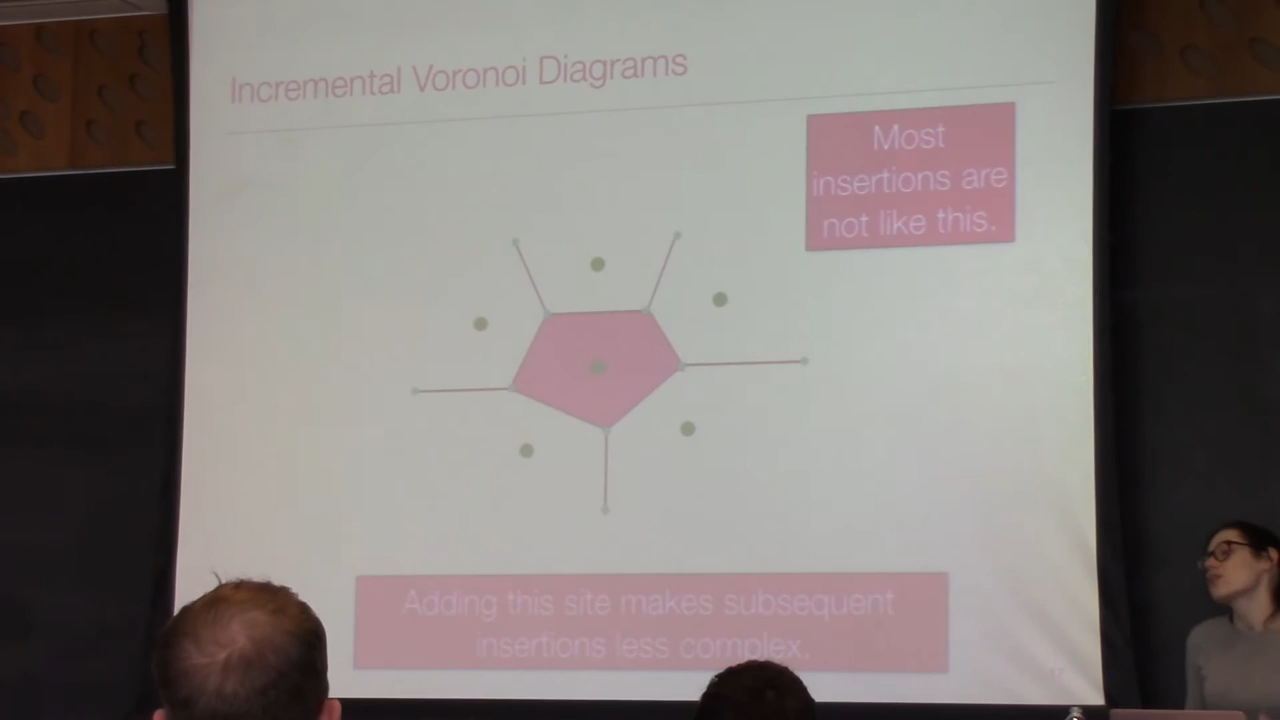 Incremental Voronoi Diagrams
Most
insertions are
not like this.
Adding this site makes subsequent
insertions less complex.